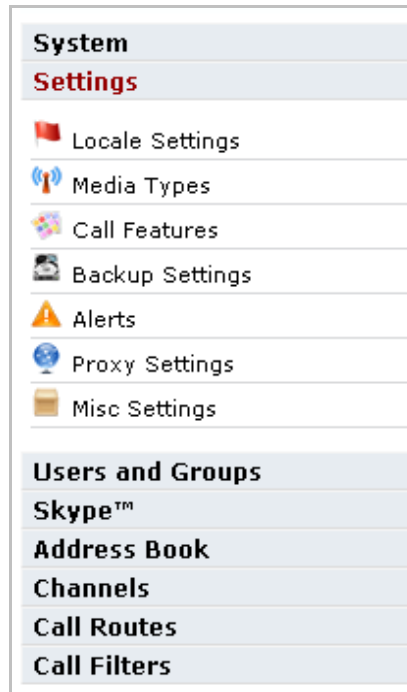 System
Settings
Locale Settings
Media Types
Call Features
Backup Settings
Alerts
Proxy Settings
Misc Settings
Users and Groups
Skype™
Address Book
Channels
Call Routes
Call Filters